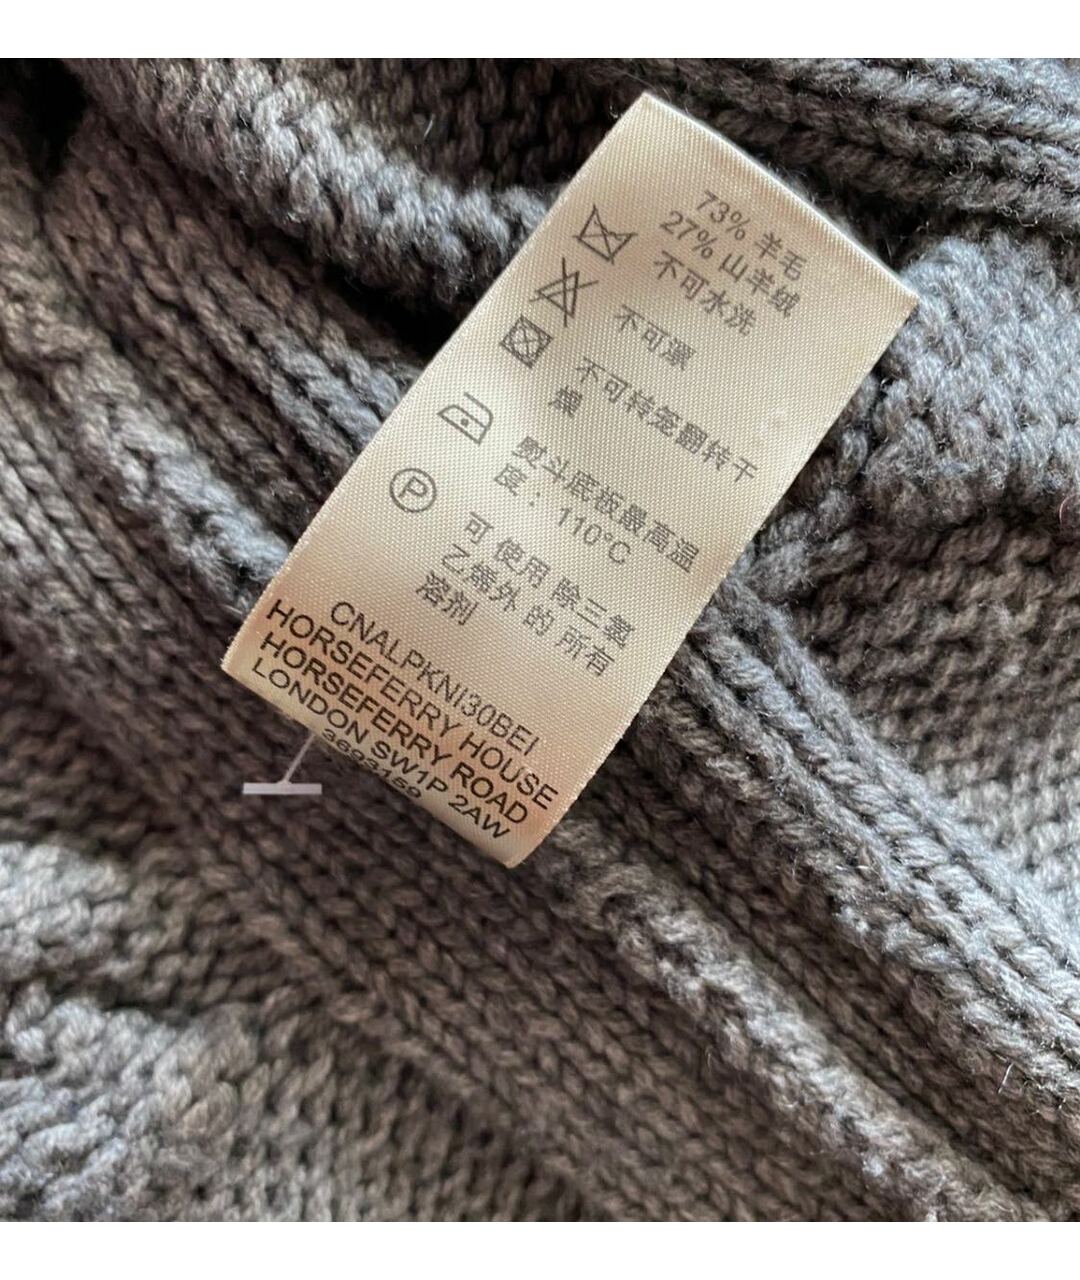 73% 羊毛
27% 山羊绒
不可水洗
不可漂
不可转笼翻转干
燥
熨斗底板最高温
度： 110°C
P
可 使用 除三氯
乙烯外 的 所有
溶剂
CNALPKNI30BEI
HORSEFERRY HOUSE
HORSEFERRY ROAD
LONDON SW1P 2AW
3693159